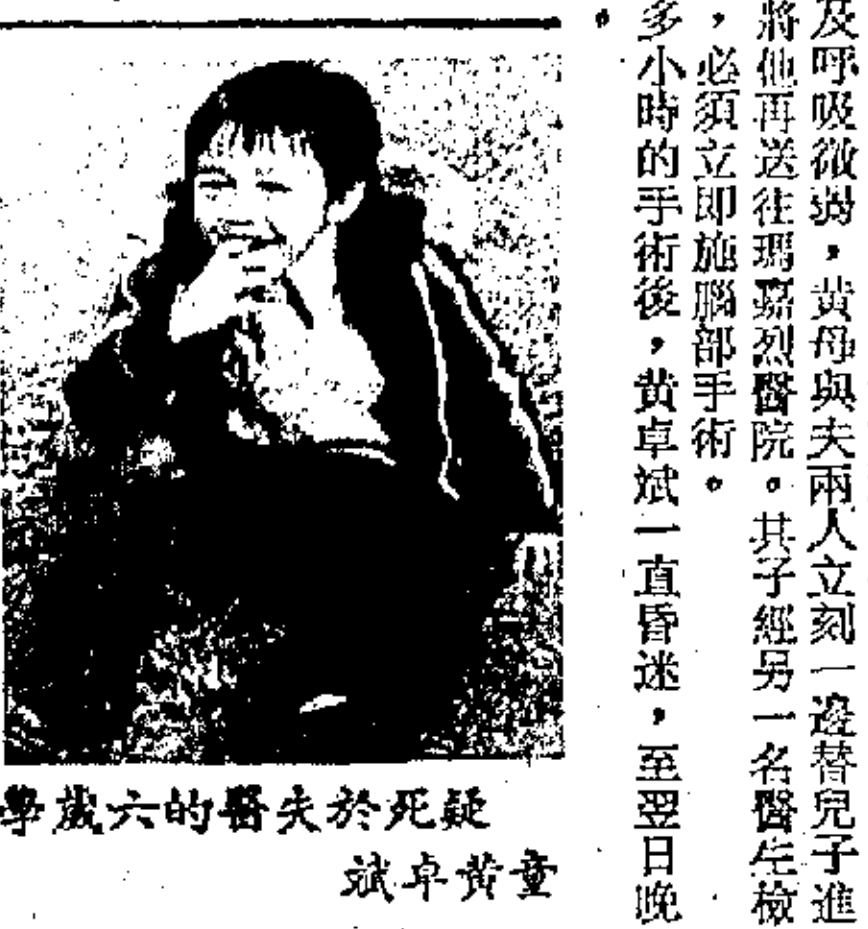 及呼吸微弱，黃母與夫兩人立刻一邊替兒子進
將他再送往瑪嘉烈醫院。其子經另一名醫生檢
，必須立即施腦部手術。
多小時的手術後，黃卓斌一直昏迷，至翌日晚
。
疑死於失醫的六歲學
童黃卓斌